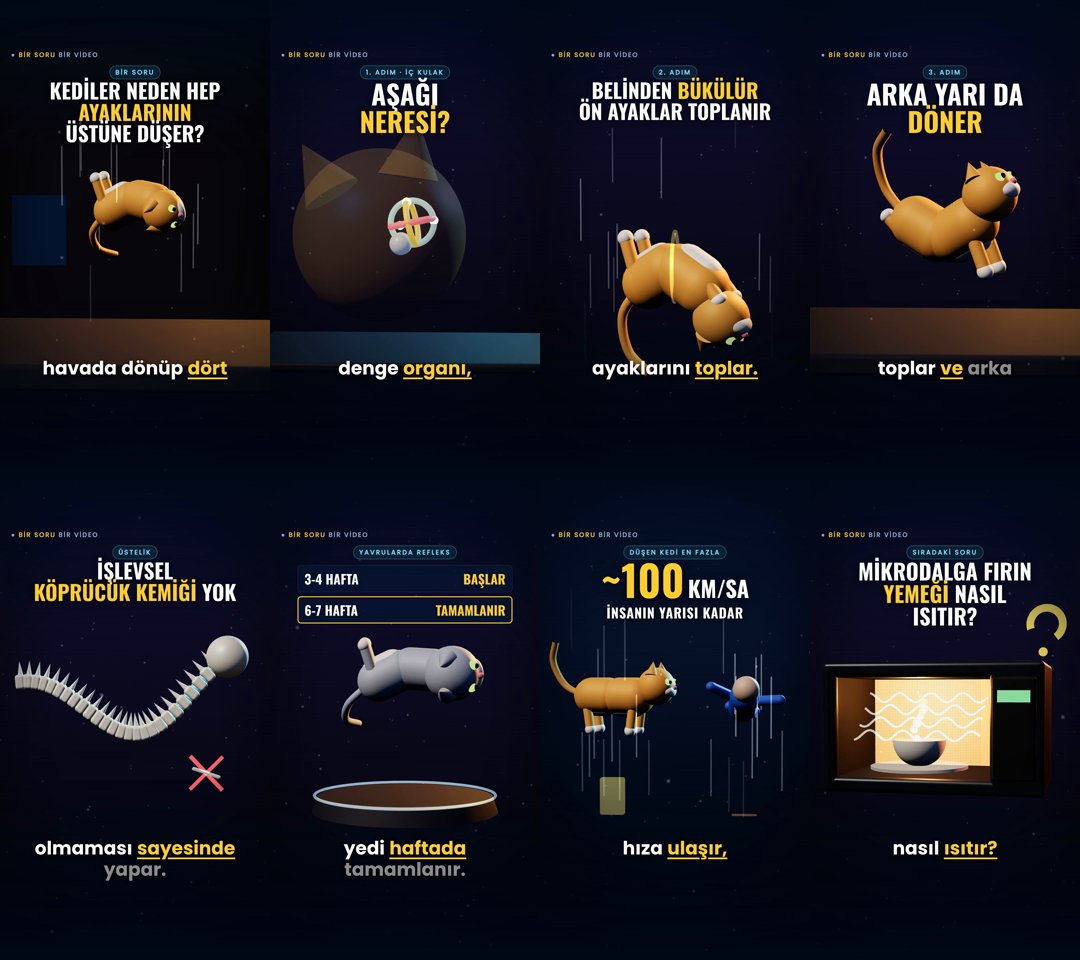 • BİR SORU BİR VİDEO
BİR SORU
KEDİLER NEDEN HEP
AYAKLARININ
ÜSTÜNE DÜŞER?
havada dönüp dört
• BİR SORU BİR VİDEO
1. ADIM · İÇ KULAK
AŞAĞI
NERESİ?
denge organı,
• BİR SORU BİR VİDEO
2. ADIM
BELİNDEN BÜKÜLÜR
ÖN AYAKLAR TOPLANIR
ayaklarını toplar.
• BİR SORU BİR VİDEO
3. ADIM
ARKA YARI DA
DÖNER
toplar ve arka
• BİR SORU BİR VİDEO
ÜSTELİK
İŞLEVSEL
KÖPRÜCÜK KEMİĞİ YOK
olmaması sayesinde
yapar.
• BİR SORU BİR VİDEO
YAVRULARDA REFLEKS
3-4 HAFTA BAŞLAR
6-7 HAFTA TAMAMLANIR
yedi haftada
tamamlanır.
• BİR SORU BİR VİDEO
DÜŞEN KEDİ EN FAZLA
~100 KM/SA
İNSANIN YARISI KADAR
hıza ulaşır,
• BİR SORU BİR VİDEO
SIRADAKİ SORU
MİKRODALGA FIRIN
YEMEĞİ NASIL
ISITIR?
nasıl ısıtır?